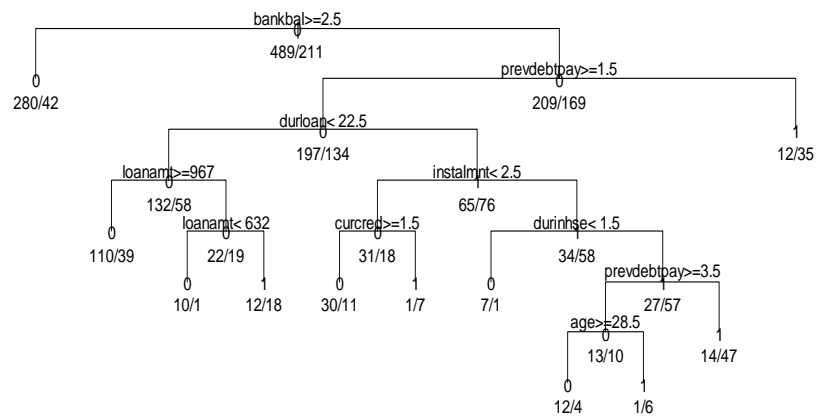 bankbal>=2.5
0
489/211
prevdebtpay>=1.5
0 0
280/42 209/169
durloan< 22.5
0 1
197/134 12/35
loanamt>=967 instalmnt< 2.5
0 1
132/58 65/76
loanamt< 632 curcred>=1.5 durinhse< 1.5
0 0 0 1
110/39 22/19 31/18 34/58
prevdebtpay>=3.5
0 1 0 1 0 1
10/1 12/18 30/11 1/7 7/1 27/57
age>=28.5
0 1
13/10 14/47
0 1
12/4 1/6